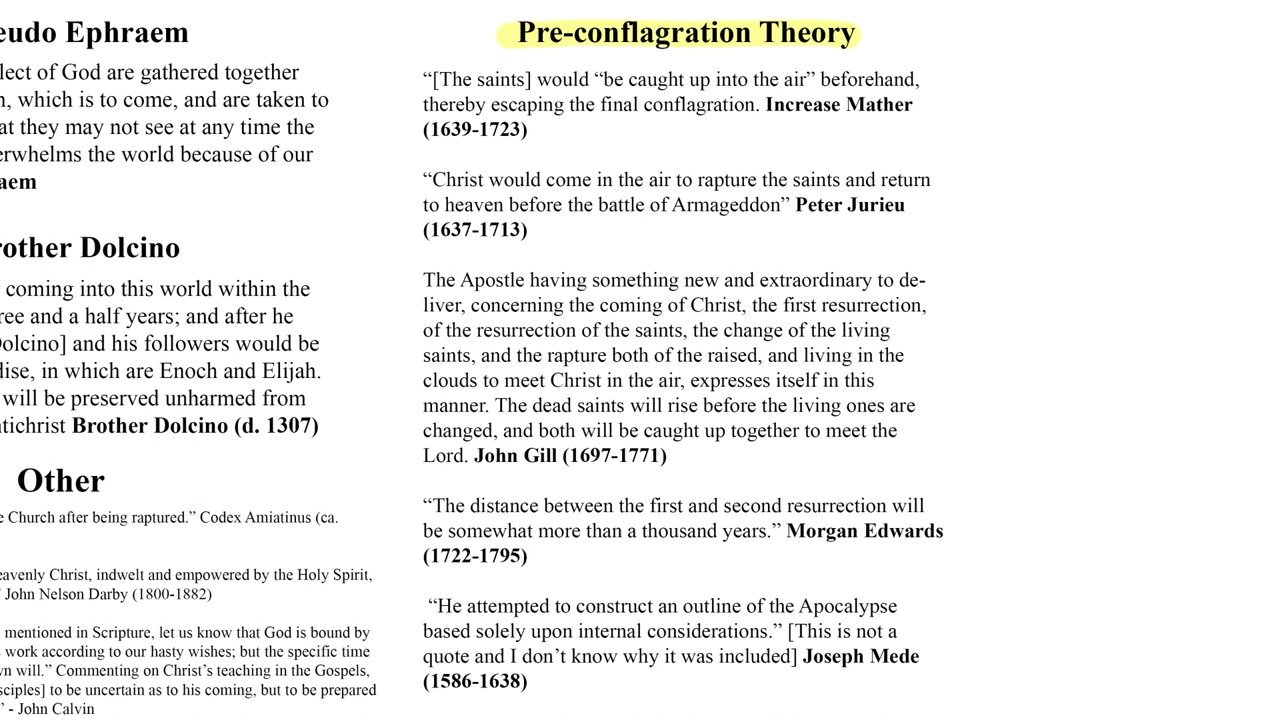 eudo Ephraem
lect of God are gathered together
n, which is to come, and are taken to
at they may not see at any time the
erwhelms the world because of our
aem
rother Dolcino
coming into this world within the
ree and a half years; and after he
Dolcino] and his followers would be
dise, in which are Enoch and Elijah.
will be preserved unharmed from
ntichrist Brother Dolcino (d. 1307)
Other
e Church after being raptured.” Codex Amiatinus (ca.
eavenly Christ, indwelt and empowered by the Holy Spirit,
” John Nelson Darby (1800-1882)
mentioned in Scripture, let us know that God is bound by
work according to our hasty wishes; but the specific time
wn will.” Commenting on Christ’s teaching in the Gospels,
sciples] to be uncertain as to his coming, but to be prepared
” - John Calvin
Pre-conflagration Theory
“[The saints] would “be caught up into the air” beforehand,
thereby escaping the final conflagration. Increase Mather
(1639-1723)
“Christ would come in the air to rapture the saints and return
to heaven before the battle of Armageddon” Peter Jurieu
(1637-1713)
The Apostle having something new and extraordinary to de-
liver, concerning the coming of Christ, the first resurrection,
of the resurrection of the saints, the change of the living
saints, and the rapture both of the raised, and living in the
clouds to meet Christ in the air, expresses itself in this
manner. The dead saints will rise before the living ones are
changed, and both will be caught up together to meet the
Lord. John Gill (1697-1771)
“The distance between the first and second resurrection will
be somewhat more than a thousand years.” Morgan Edwards
(1722-1795)
“He attempted to construct an outline of the Apocalypse
based solely upon internal considerations.” [This is not a
quote and I don’t know why it was included] Joseph Mede
(1586-1638)